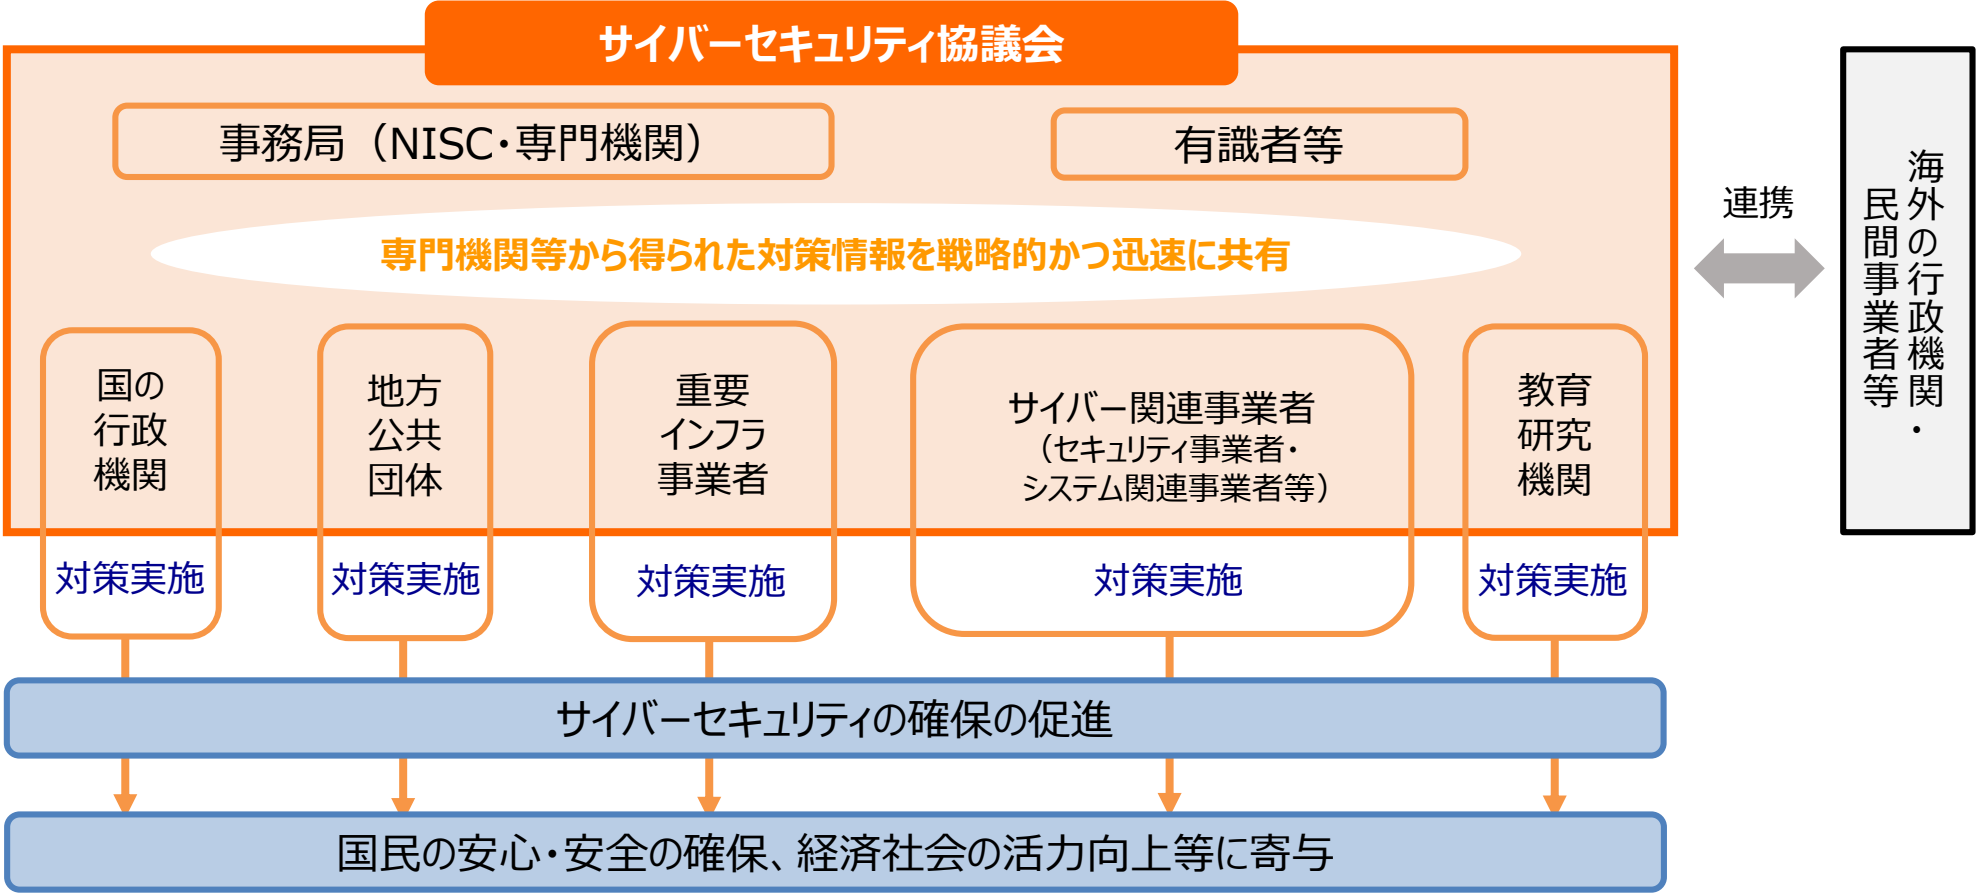 サイバーセキュリティ協議会
事務局（NISC・専門機関）
有識者等
専門機関等から得られた対策情報を戦略的かつ迅速に共有
国の
行政
機関
対策実施
地方
公共
団体
対策実施
重要
インフラ
事業者
対策実施
サイバー関連事業者
（セキュリティ事業者・
システム関連事業者等）
対策実施
教育
研究
機関
対策実施
連携
海外の行政機関・
民間事業者等
サイバーセキュリティの確保の促進
国民の安心・安全の確保、経済社会の活力向上等に寄与